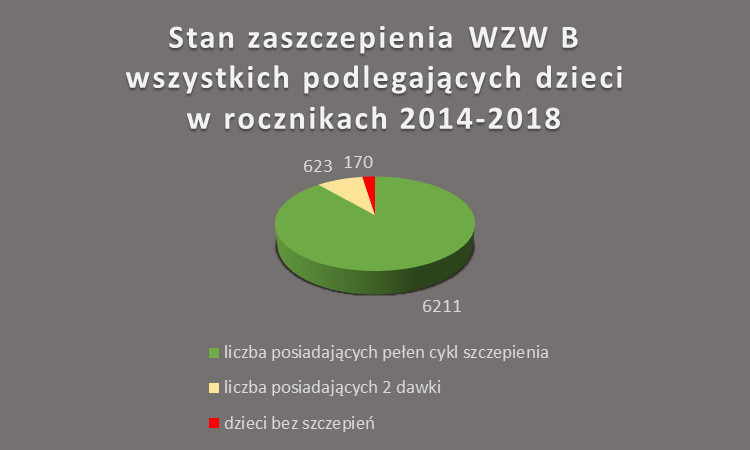 Stan zaszczepienia WZW B
wszystkich podlegających dzieci
w rocznikach 2014-2018
623 170
6211
liczba posiadających pełen cykl szczepienia
liczba posiadających 2 dawki
dzieci bez szczepień